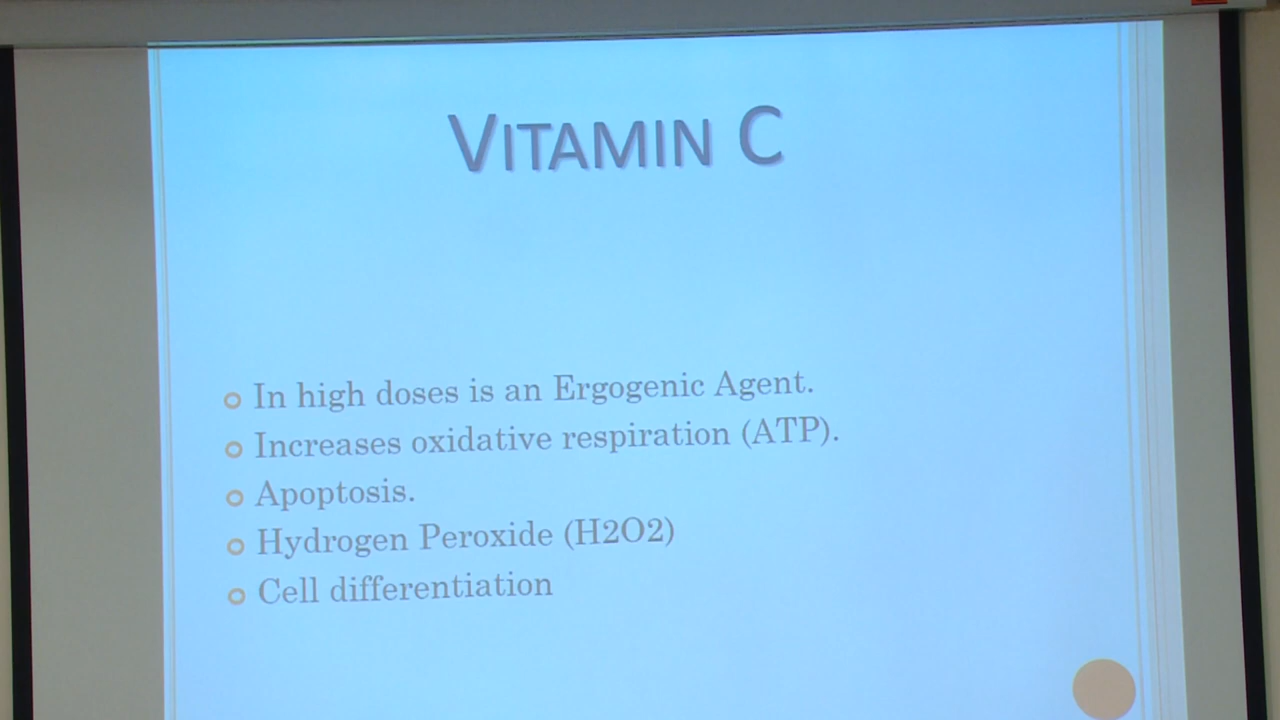 VITAMIN C
In high doses is an Ergogenic Agent.
Increases oxidative respiration (ATP).
Apoptosis.
Hydrogen Peroxide (H2O2)
Cell differentiation